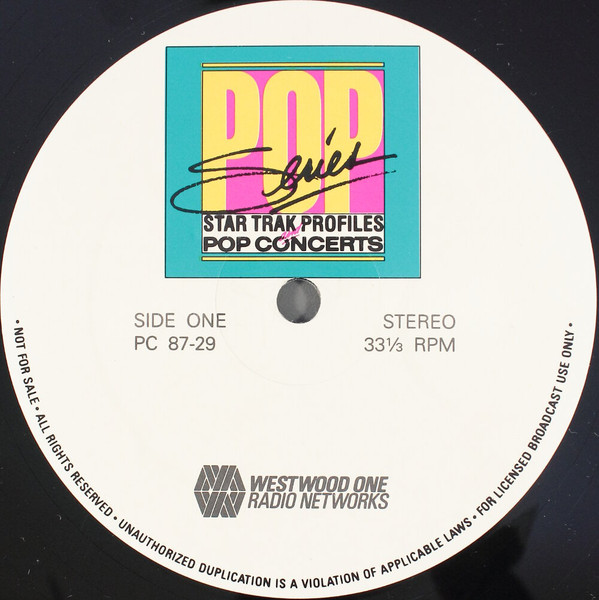 POP
Series
STAR TRAK PROFILES
and
POP CONCERTS
SIDE ONE
STEREO
PC 87-29
33⅓ RPM
WESTWOOD ONE
RADIO NETWORKS
• NOT FOR SALE • ALL RIGHTS RESERVED • UNAUTHORIZED DUPLICATION IS A VIOLATION OF APPLICABLE LAWS • FOR LICENSED BROADCAST USE ONLY •